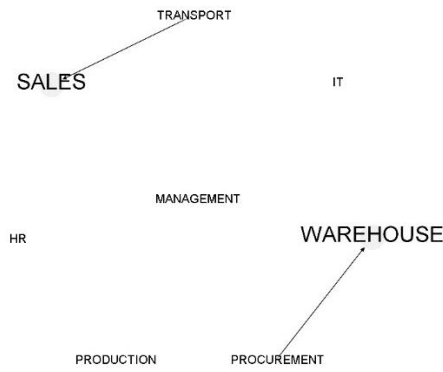 TRANSPORT
SALES
IT
MANAGEMENT
HR
WAREHOUSE
PRODUCTION
PROCUREMENT